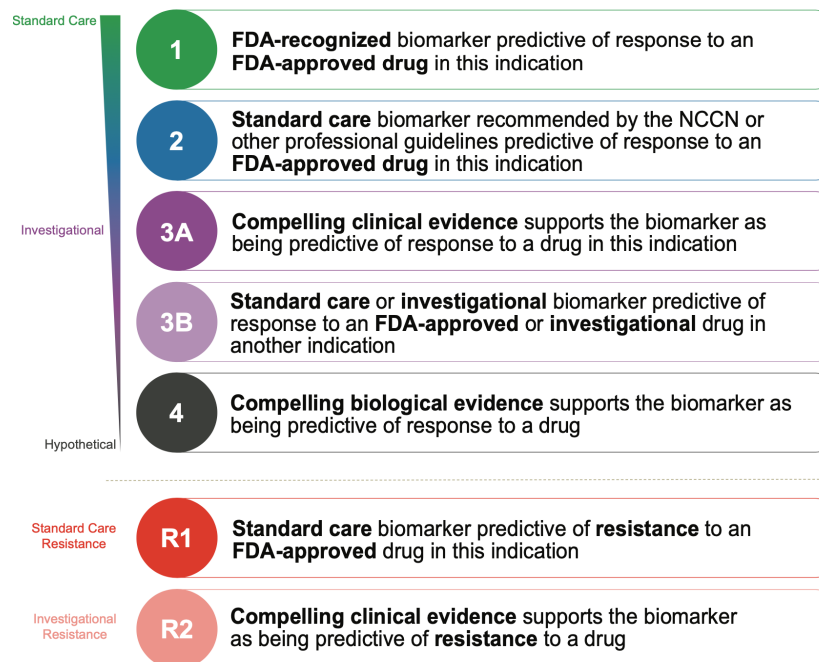 Standard Care
1
FDA-recognized biomarker predictive of response to an
FDA-approved drug in this indication
2
Standard care biomarker recommended by the NCCN or
other professional guidelines predictive of response to an
FDA-approved drug in this indication
Investigational
3A
Compelling clinical evidence supports the biomarker as
being predictive of response to a drug in this indication
3B
Standard care or investigational biomarker predictive of
response to an FDA-approved or investigational drug in
another indication
4
Compelling biological evidence supports the biomarker as
being predictive of response to a drug
Hypothetical
Standard Care
Resistance
R1
Standard care biomarker predictive of resistance to an
FDA-approved drug in this indication
Investigational
Resistance
R2
Compelling clinical evidence supports the biomarker
as being predictive of resistance to a drug